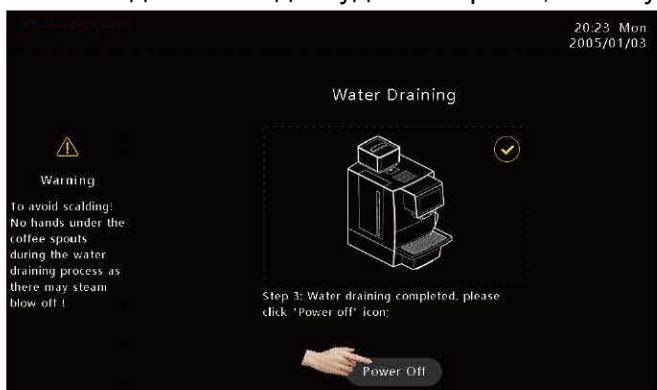 20:23 Mon
2005/01/03
Water Draining
Warning
To avoid scalding!
No hands under the
coffee spouts
during the water
draining process as
there may steam
blow off !
Step 3: Water draining completed, please
click "Power off" icon;
Power Off